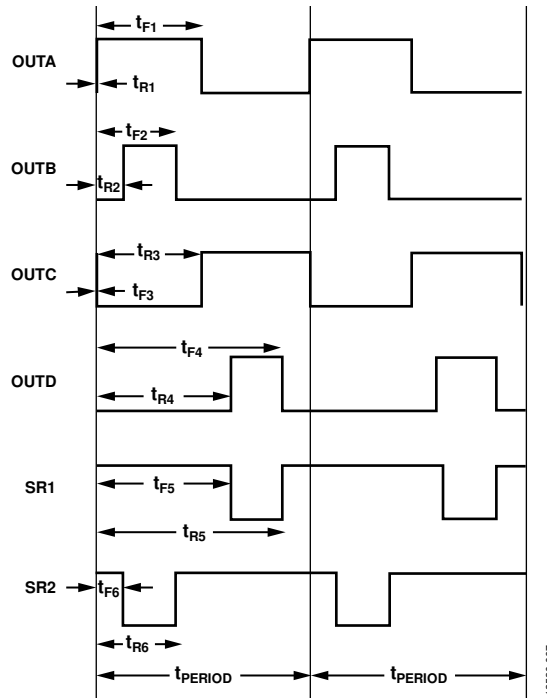 tF1
OUTA
tR1
tF2
OUTB
tR2
tR3
OUTC
tF3
tF4
OUTD
tR4
SR1
tF5
tR5
SR2
tF6
tR6
tPERIOD tPERIOD